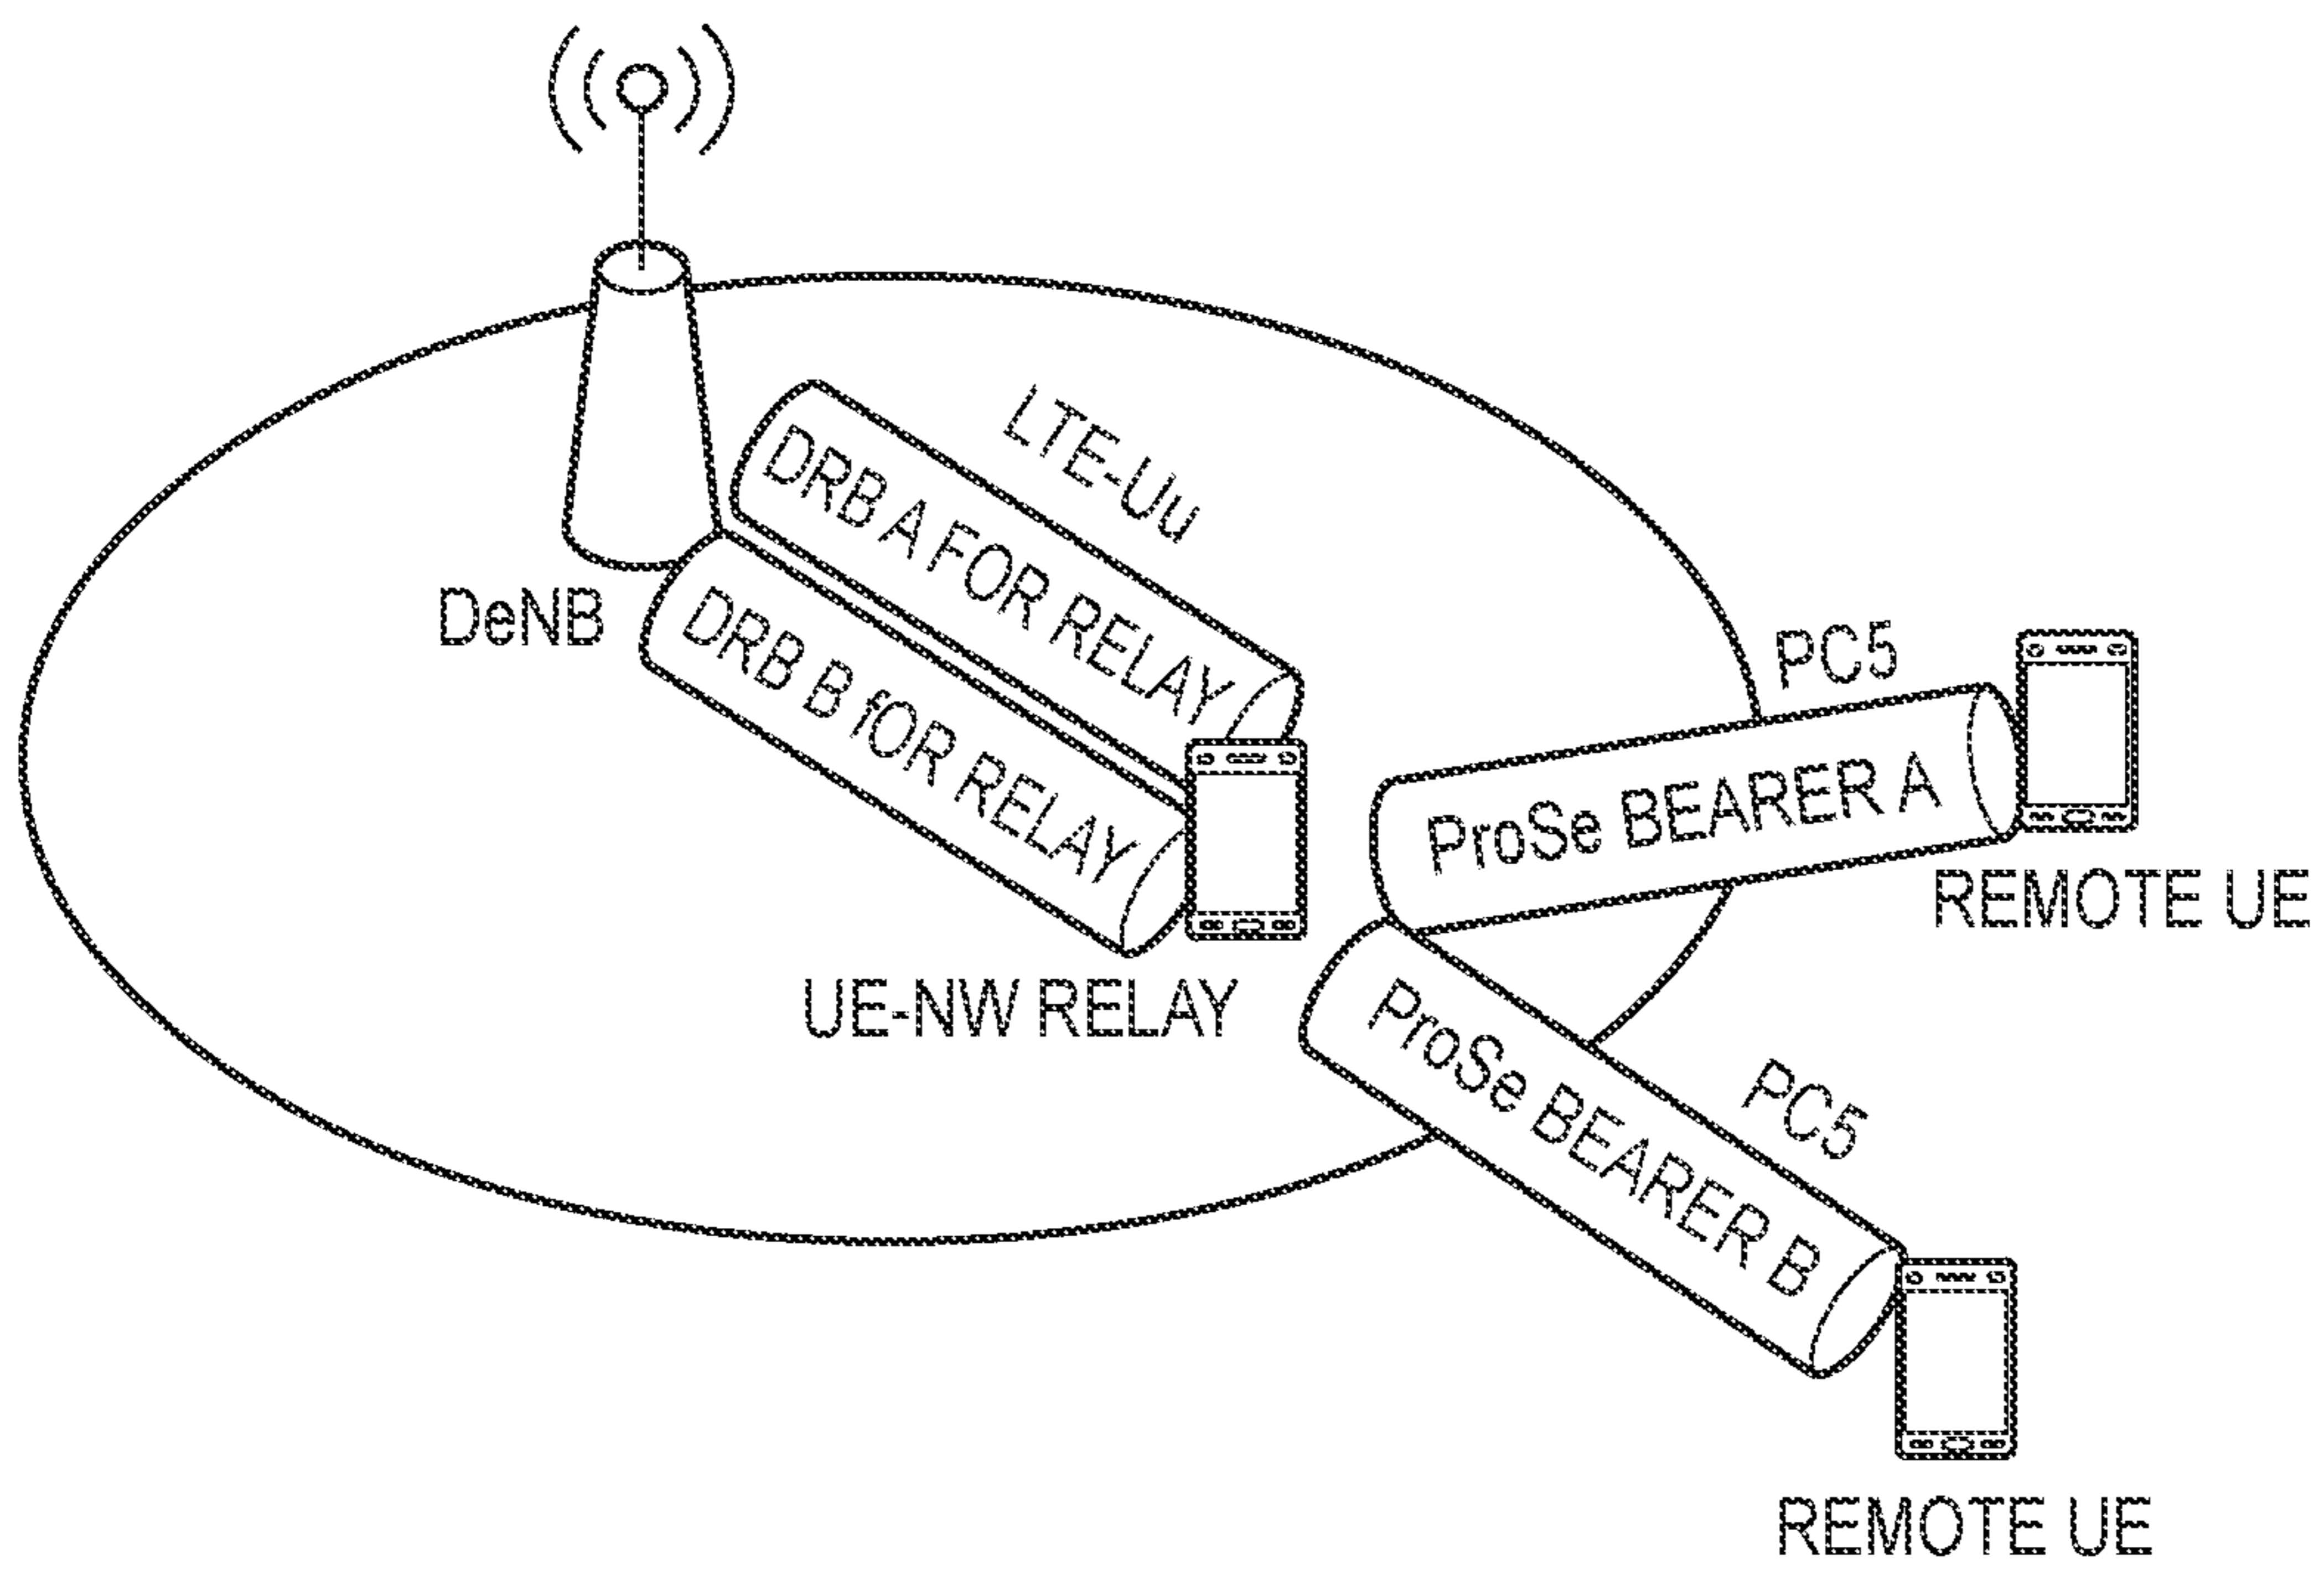 LTE-Uu
DRB A FOR RELAY
DeNB
DRB B fOR RELAY
PC5
ProSe BEARER A
REMOTE UE
UE-NW RELAY
ProSe BEARER B
PC5
REMOTE UE